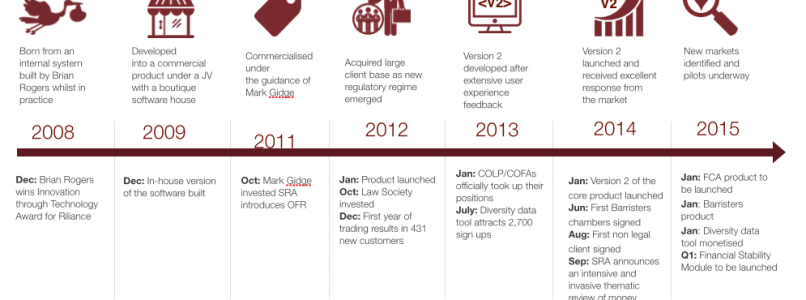 <V2>
V2
Born from an
internal system
built by Brian
Rogers whilst in
practice
Developed
into a commercial
product under a JV
with a boutique
software house
Commercialised
under
the guidance of
Mark Gidge
Acquired large
client base as new
regulatory regime
emerged
Version 2
developed after
extensive user
experience
feedback
Version 2
launched and
received excellent
response from
the market
New markets
identified and
pilots underway
2008
2009
2011
2012
2013
2014
2015
Dec: Brian Rogers
wins Innovation
through Technology
Award for Riliance
Dec: In-house version
of the software built
Oct: Mark Gidge
invested SRA
introduces OFR
Jan: Product launched
Oct: Law Society
invested
Dec: First year of
trading results in 431
new customers
Jan: COLP/COFAs
officially took up their
positions
July: Diversity data
tool attracts 2,700
sign ups
Jan: Version 2 of the
core product launched
Jun: First Barristers
chambers signed
Aug: First non legal
client signed
Sep: SRA announces
an intensive and
invasive thematic
review of money
Jan: FCA product to
be launched
Jan: Barristers
product
Jan: Diversity data
tool monetised
Q1: Financial Stability
Module to be launched